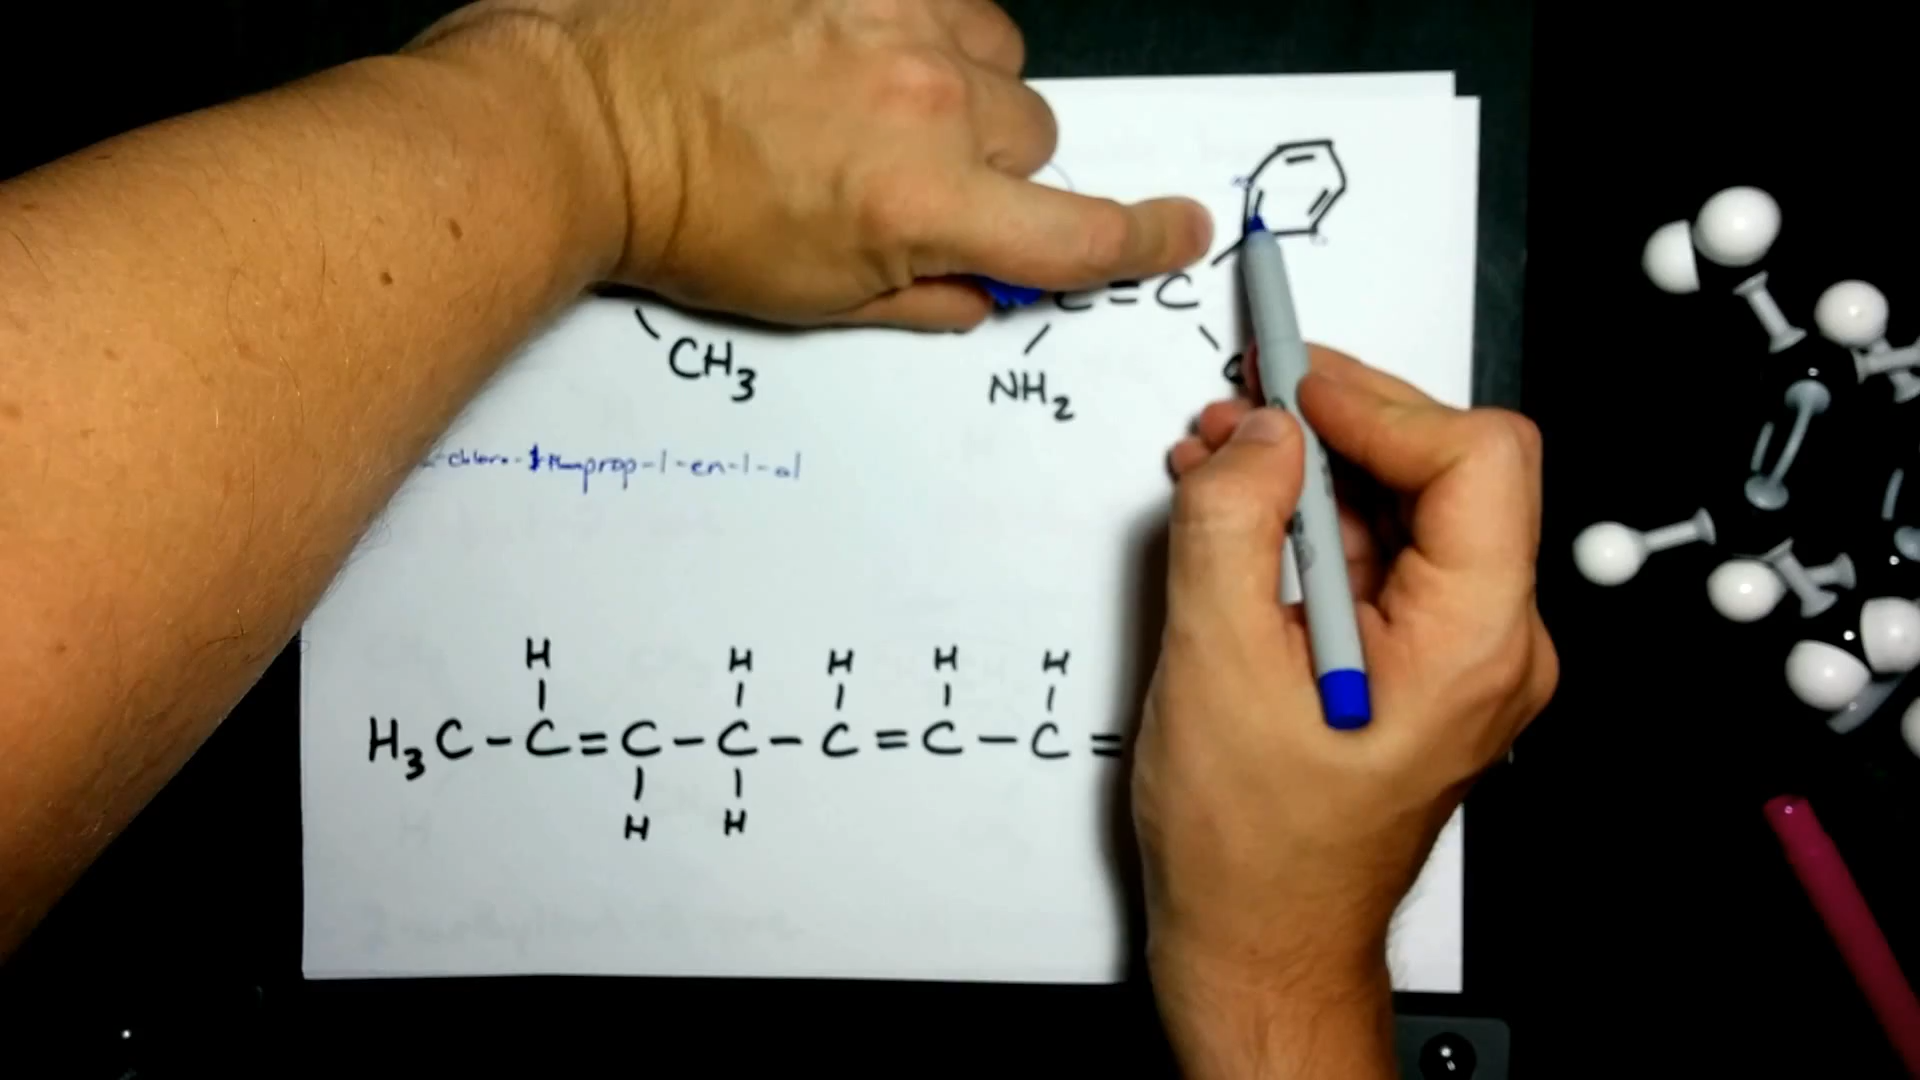 C = C
CH3
NH2
-chloro- prop-1-en-1-ol
H H H H H
H3C-C=C-C-C=C-C=
H H